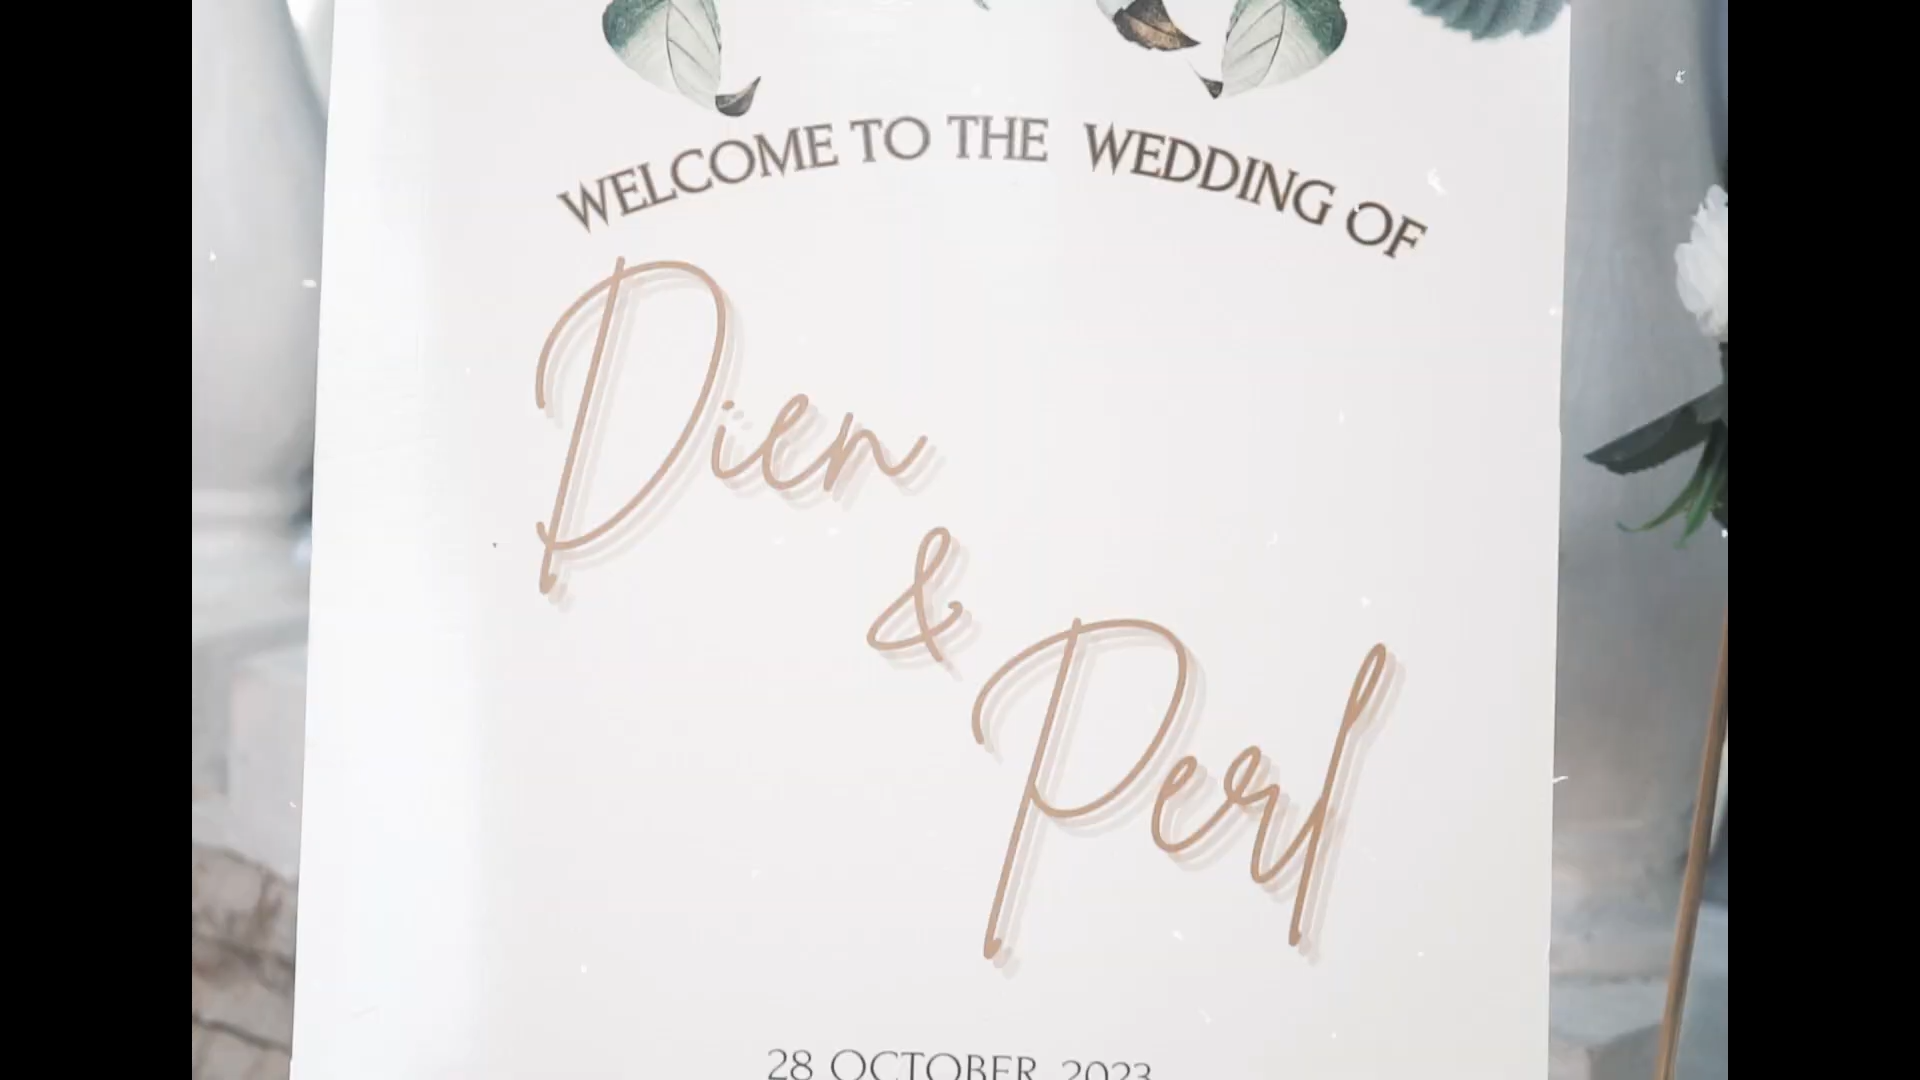 WELCOME TO THE WEDDING OF
Dien
&
Perl
28 OCTOBER, 2023